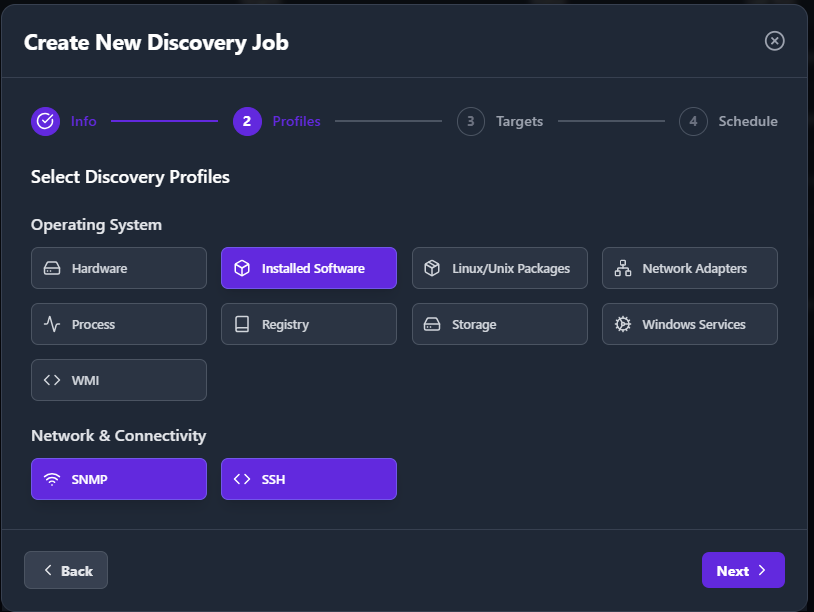 Create New Discovery Job
Info 2 Profiles 3 Targets 4 Schedule
Select Discovery Profiles
Operating System
Hardware Installed Software Linux/Unix Packages Network Adapters
Process Registry Storage Windows Services
WMI
Network & Connectivity
SNMP SSH
Back Next